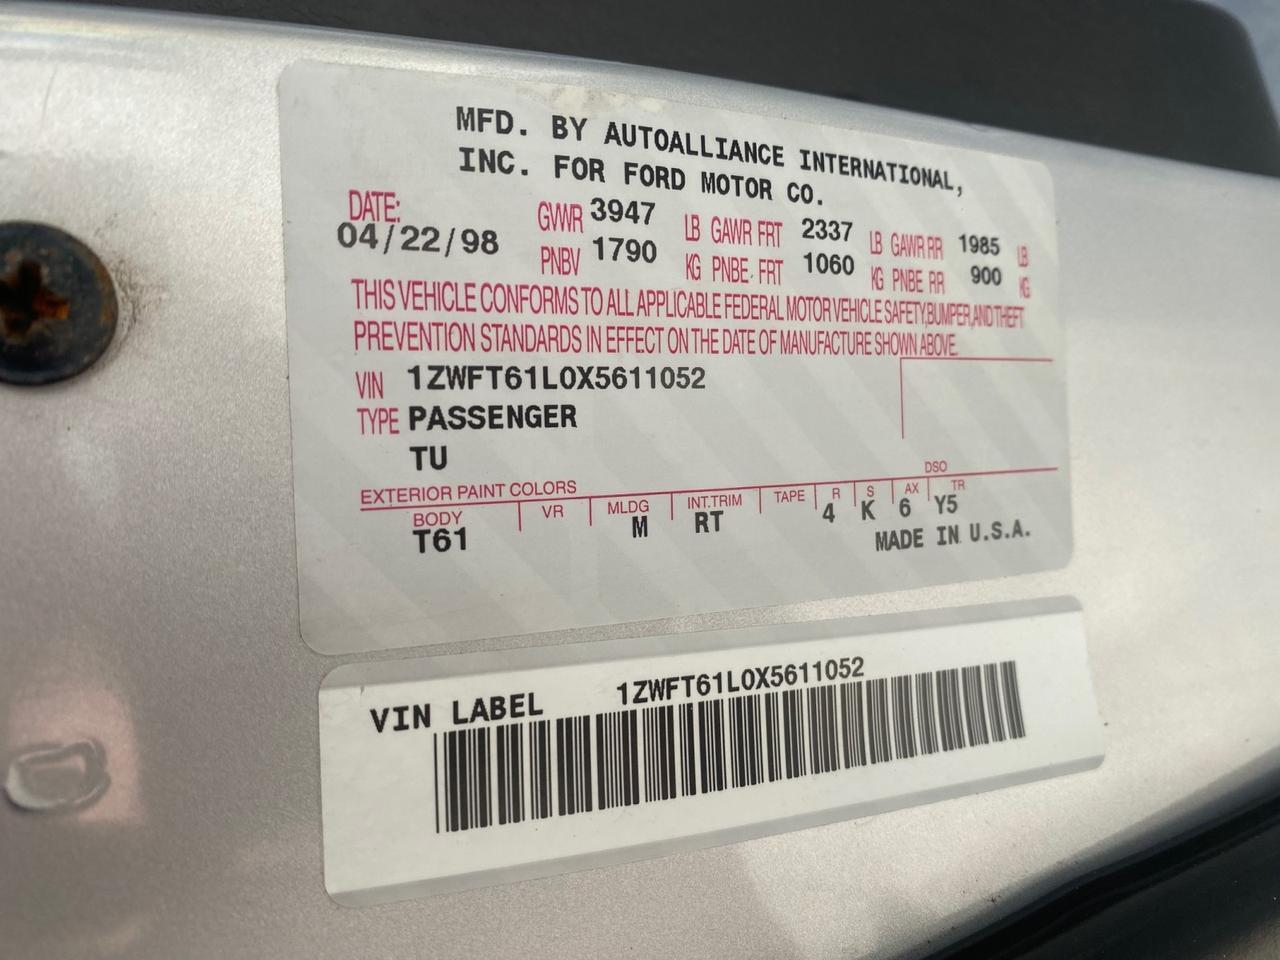 MFD. BY AUTOALLIANCE INTERNATIONAL,
INC. FOR FORD MOTOR CO.
DATE: GVWR 3947 LB GAWR FRT 2337 LB GAWR RR 1985 LB
04/22/98 PNBV 1790 KG PNBE FRT 1060 KG PNBE RR 900 KG
THIS VEHICLE CONFORMS TO ALL APPLICABLE FEDERAL MOTOR VEHICLE SAFETY,BUMPER,AND THEFT
PREVENTION STANDARDS IN EFFECT ON THE DATE OF MANUFACTURE SHOWN ABOVE.
VIN 1ZWFT61L0X5611052
TYPE PASSENGER
TU
EXTERIOR PAINT COLORS DSO
BODY VR MLDG INT.TRIM TAPE R S AX TR
T61 M RT 4 K 6 Y5
MADE IN U.S.A.
VIN LABEL 1ZWFT61L0X5611052